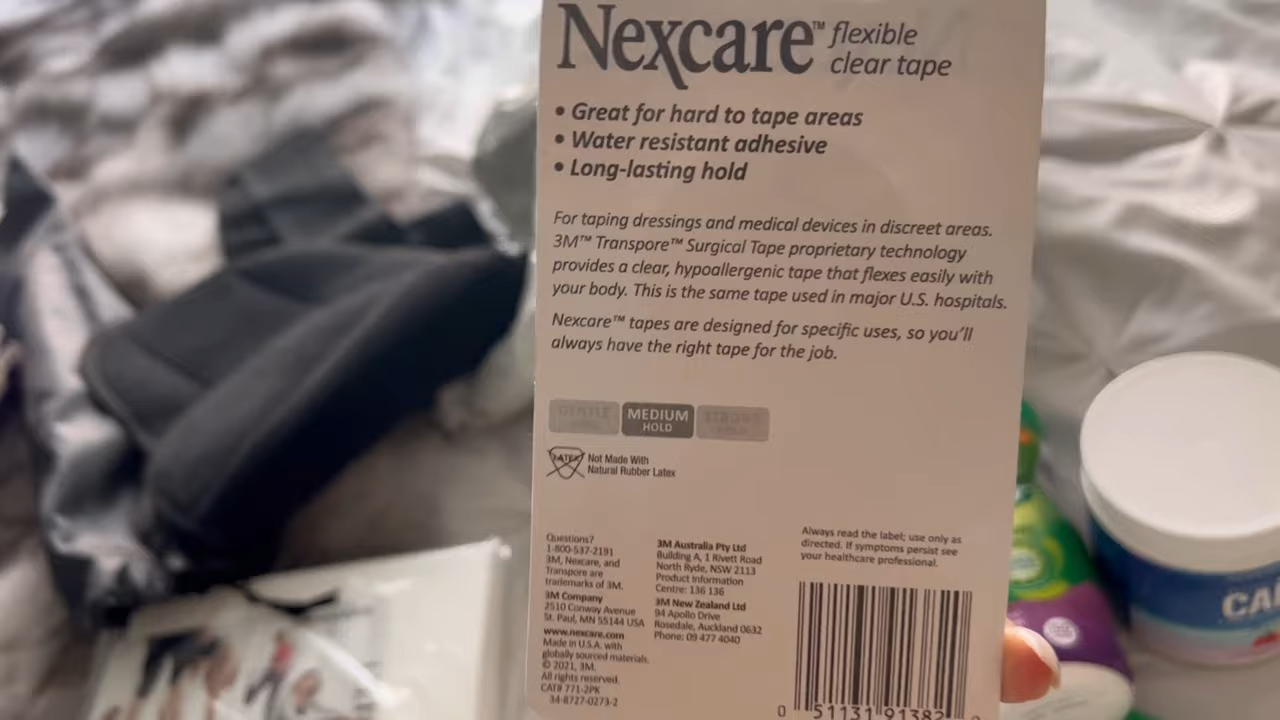 Nexcare™ flexible
clear tape
• Great for hard to tape areas
• Water resistant adhesive
• Long-lasting hold
For taping dressings and medical devices in discreet areas.
3M™ Transpore™ Surgical Tape proprietary technology
provides a clear, hypoallergenic tape that flexes easily with
your body. This is the same tape used in major U.S. hospitals.
Nexcare™ tapes are designed for specific uses, so you'll
always have the right tape for the job.
GENTLE
MEDIUM
HOLD
STRONG
LATEX
Not Made With
Natural Rubber Latex
Questions?
1-800-537-2191
3M, Nexcare, and
Transpore are
trademarks of 3M.
3M Company
2510 Conway Avenue
St. Paul, MN 55144 USA
www.nexcare.com
Made in U.S.A. with
globally sourced materials.
© 2021, 3M.
All rights reserved.
CAT# 771-2PK
34-8727-0273-2
3M Australia Pty Ltd
Building A, 1 Rivett Road
North Ryde, NSW 2113
Product Information
Centre: 136 136
3M New Zealand Ltd
94 Apollo Drive
Rosedale, Auckland 0632
Phone: 09 477 4040
Always read the label; use only as
directed. If symptoms persist see
your healthcare professional.
0 51131 91382
CAL